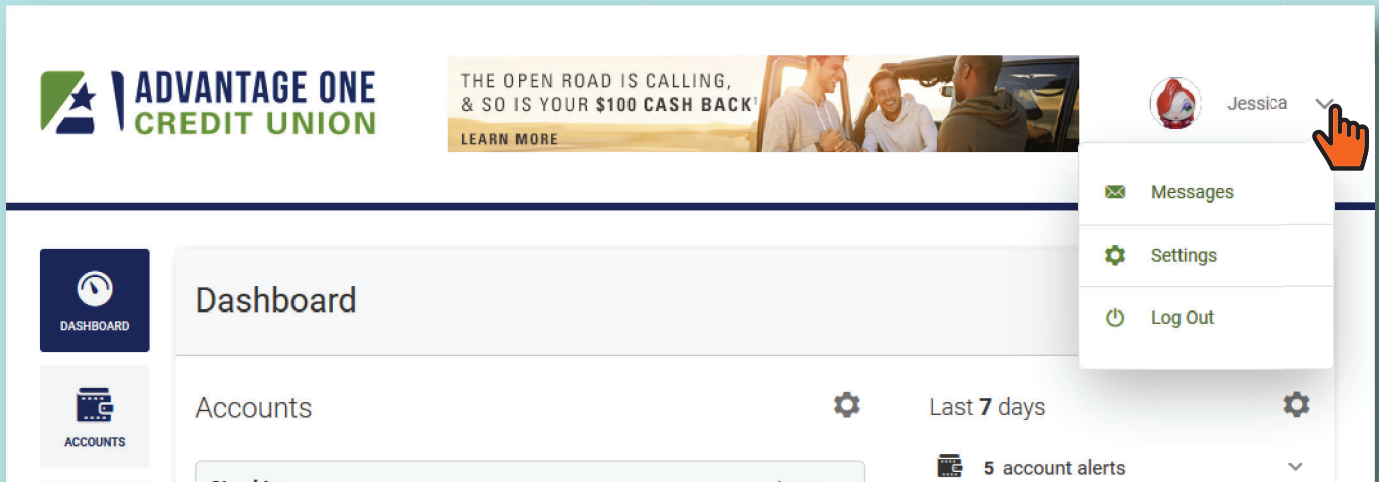 ADVANTAGE ONE
CREDIT UNION
THE OPEN ROAD IS CALLING,
& SO IS YOUR $100 CASH BACK¹
LEARN MORE
Jessica
Messages
Settings
Log Out
DASHBOARD
Dashboard
ACCOUNTS
Accounts
Last 7 days
5 account alerts